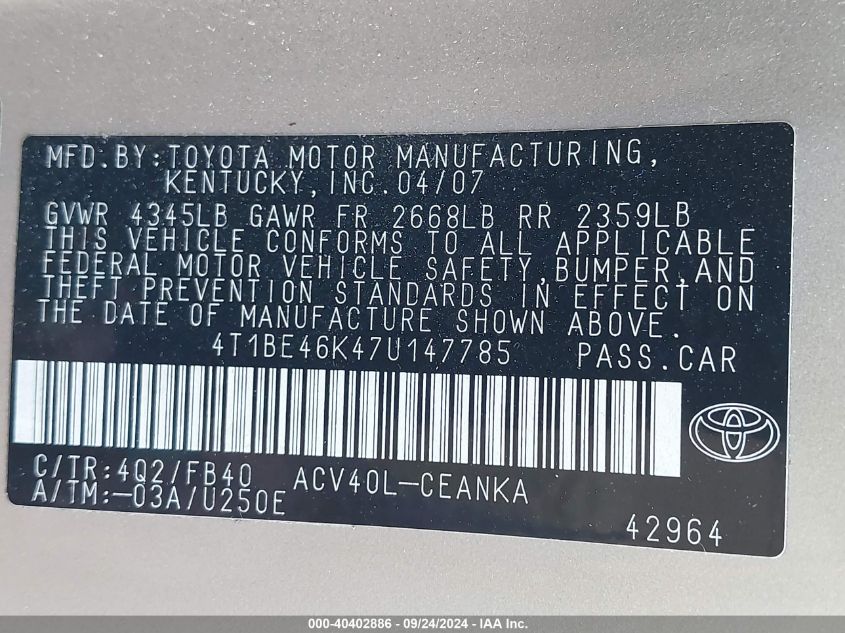 MFD.BY:TOYOTA MOTOR MANUFACTURING,
KENTUCKY,INC.04/07
GVWR 4345LB GAWR FR 2668LB RR 2359LB
THIS VEHICLE CONFORMS TO ALL APPLICABLE
FEDERAL MOTOR VEHICLE SAFETY,BUMPER,AND
THEFT PREVENTION STANDARDS IN EFFECT ON
THE DATE OF MANUFACTURE SHOWN ABOVE.
4T1BE46K47U147785 PASS.CAR
C/TR:4Q2/FB40 ACV40L-CEANKA
A/TM:-03A/U250E
42964
000-40402886 - 09/24/2024 - IAA Inc.